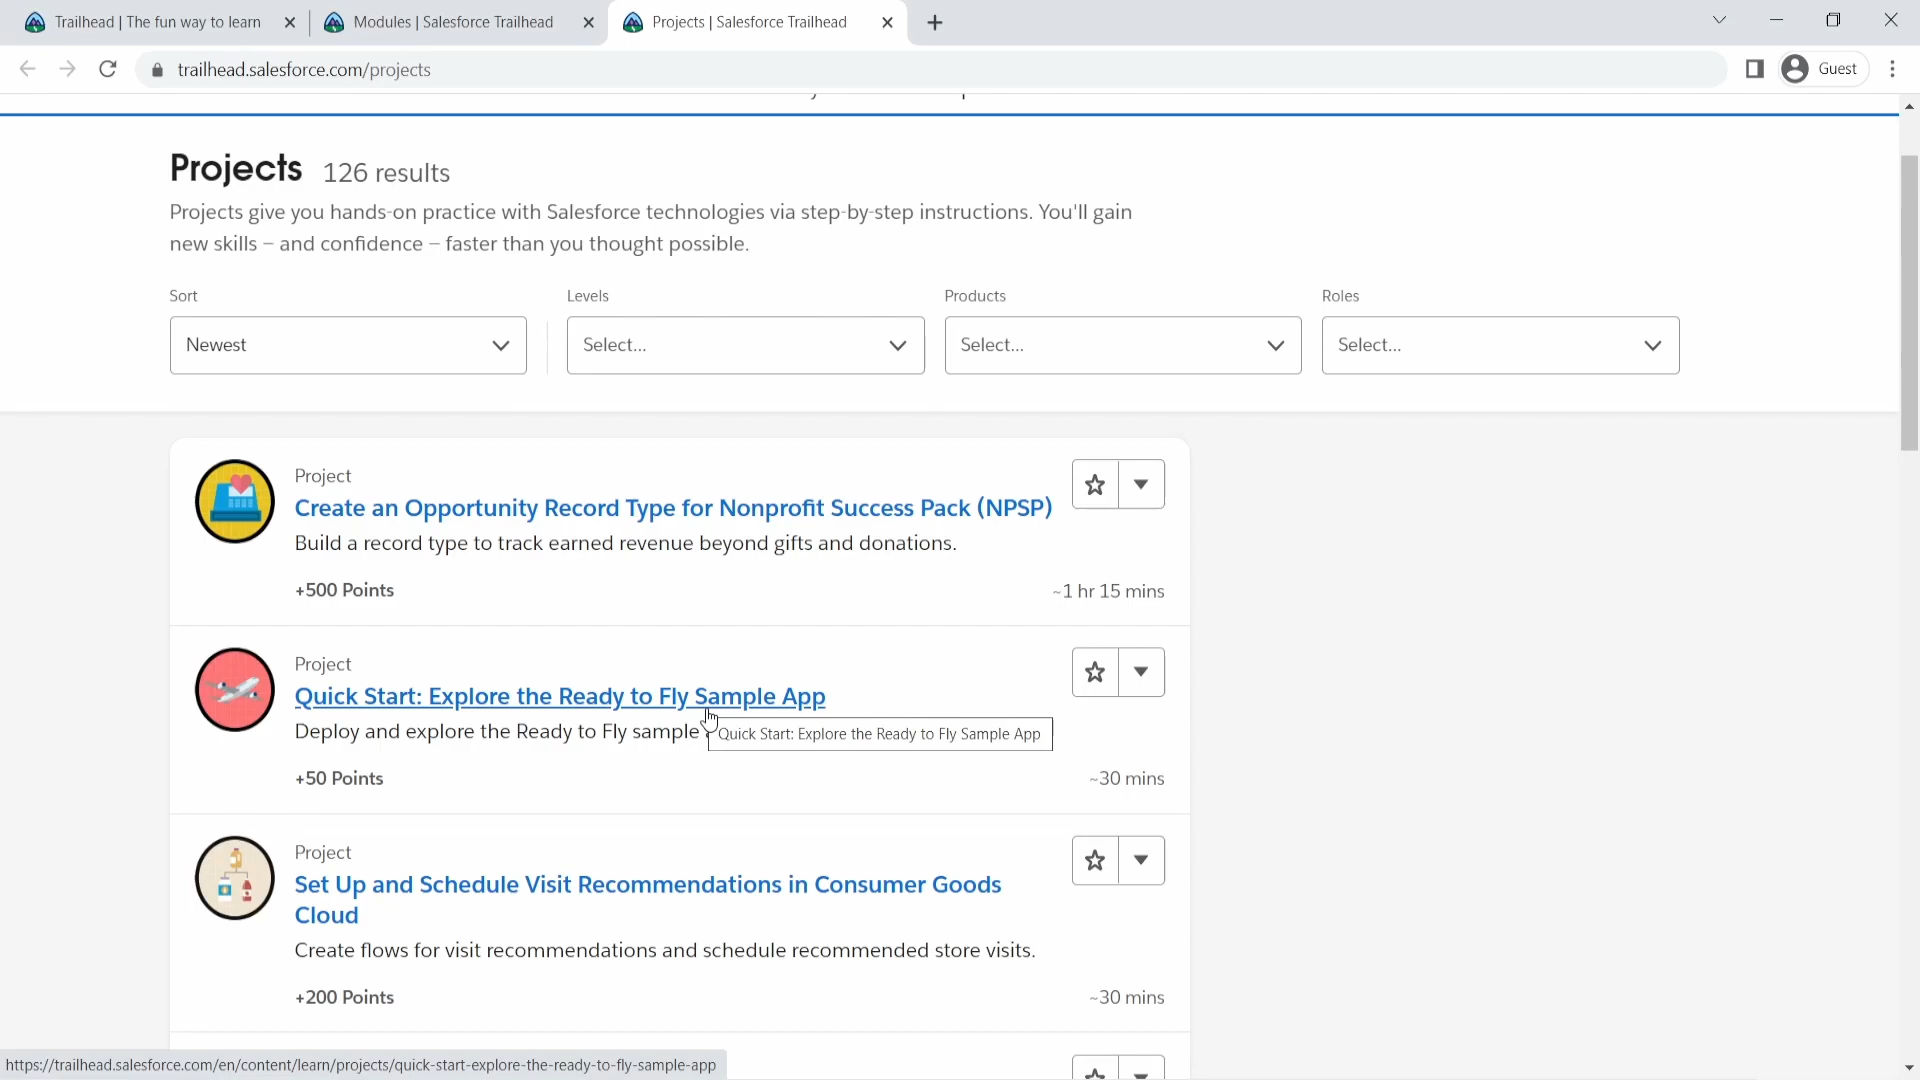 Trailhead | The fun way to learn
Modules | Salesforce Trailhead
Projects | Salesforce Trailhead
trailhead.salesforce.com/projects
Guest
Projects 126 results
Projects give you hands-on practice with Salesforce technologies via step-by-step instructions. You'll gain
new skills – and confidence – faster than you thought possible.
Sort
Levels
Products
Roles
Newest
Select...
Select...
Select...
Project
Create an Opportunity Record Type for Nonprofit Success Pack (NPSP)
Build a record type to track earned revenue beyond gifts and donations.
+500 Points
~1 hr 15 mins
Project
Quick Start: Explore the Ready to Fly Sample App
Deploy and explore the Ready to Fly sample
Quick Start: Explore the Ready to Fly Sample App
+50 Points
~30 mins
Project
Set Up and Schedule Visit Recommendations in Consumer Goods
Cloud
Create flows for visit recommendations and schedule recommended store visits.
+200 Points
~30 mins
https://trailhead.salesforce.com/en/content/learn/projects/quick-start-explore-the-ready-to-fly-sample-app